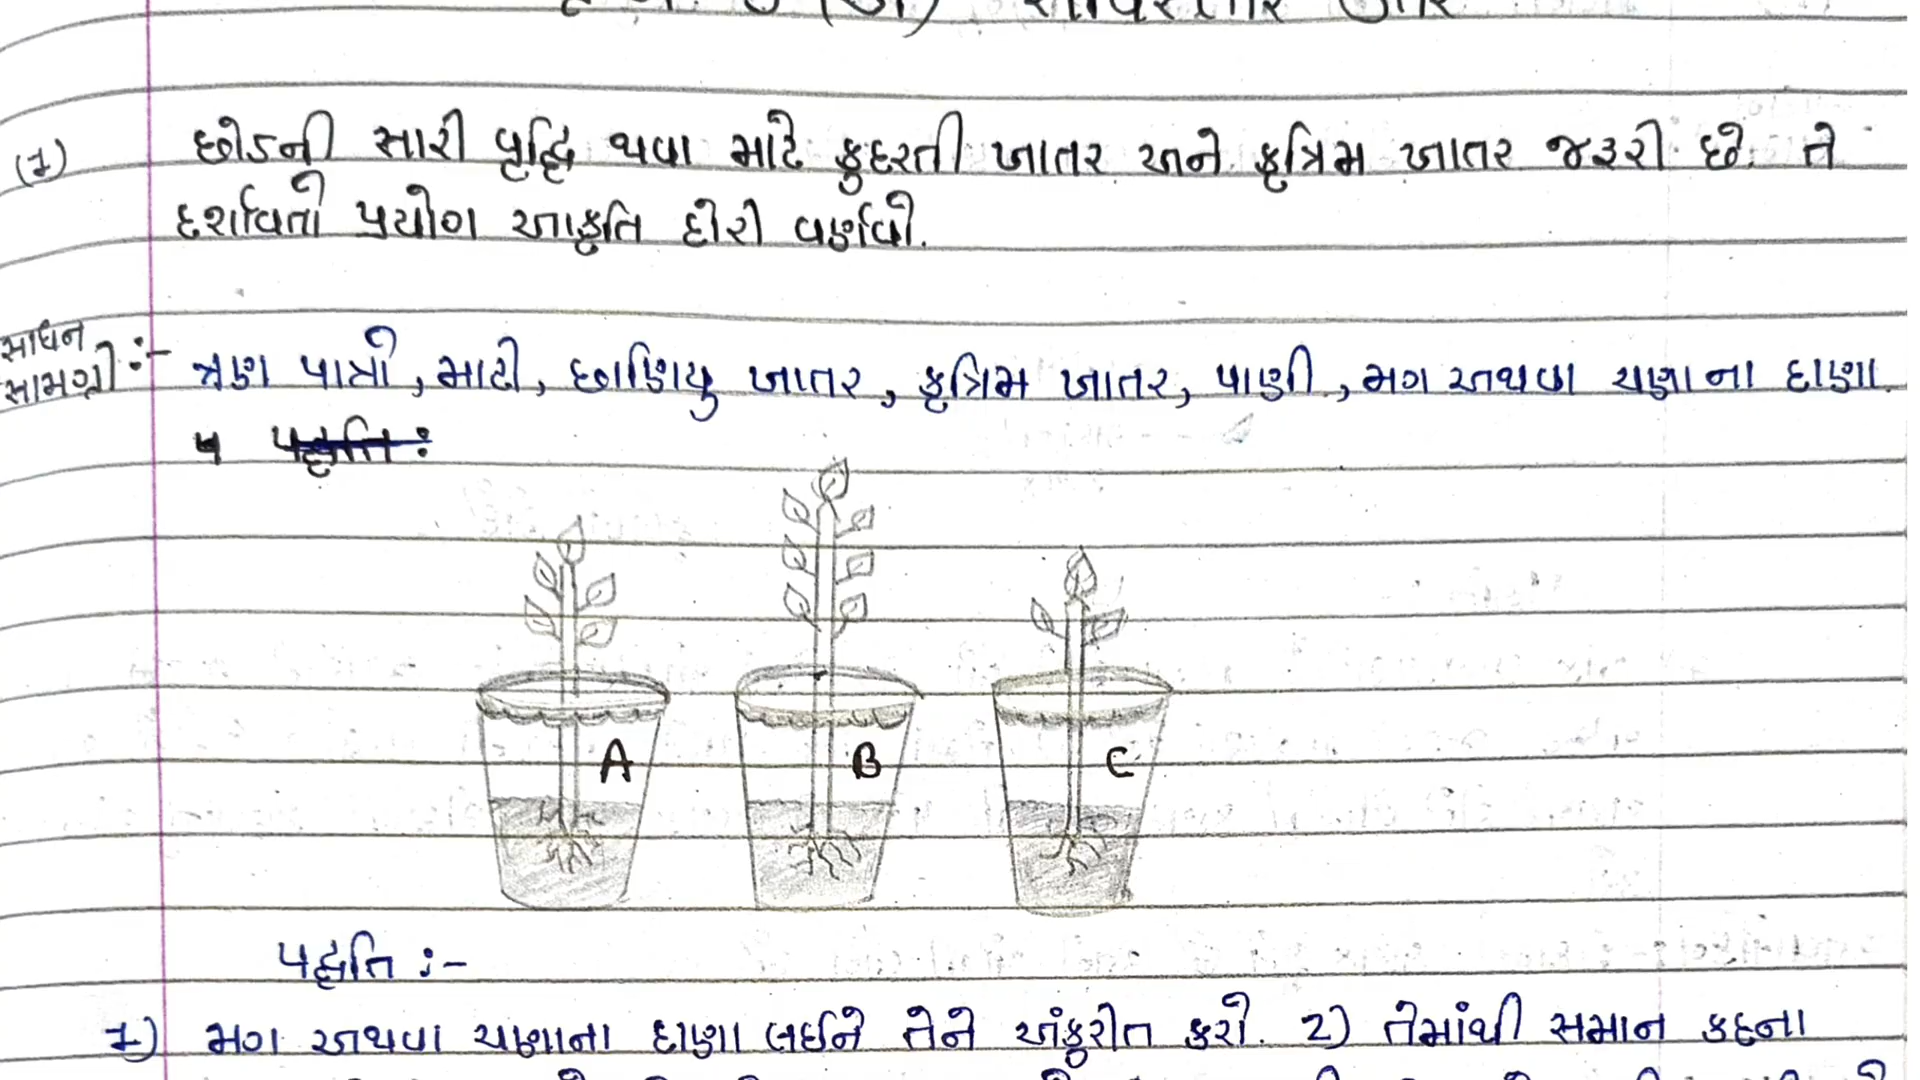 (1) છોડની સારી વૃદ્ધિ થવા માટે કુદરતી ખાતર અને કૃત્રિમ ખાતર જરૂરી છે. તે
દર્શાવતો પ્રયોગ આકૃતિ દોરી વર્ણવો.
સાધન
સામગ્રી :- ત્રણ પાત્રો, માટી, છાણિયુ ખાતર, કૃત્રિમ ખાતર, પાણી, મગ અથવા ચણાના દાણા.
A B C
પદ્ધતિ :-
1) મગ અથવા ચણાના દાણા લઈને તેને અંકુરીત કરો. 2) તેમાંથી સમાન કદના